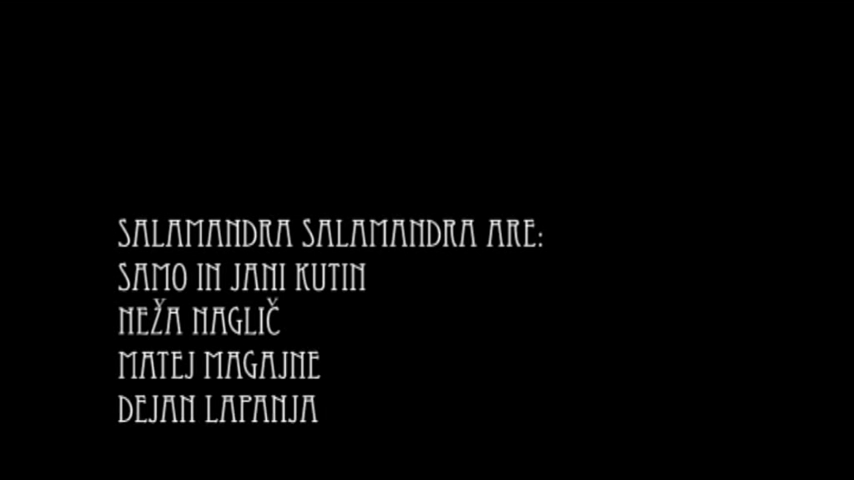 SALAMANDRA SALAMANDRA ARE:
SAMO IN JANI KUTIN
NEŽA NAGLIČ
MATEJ MAGAJNE
DEJAN LAPANJA